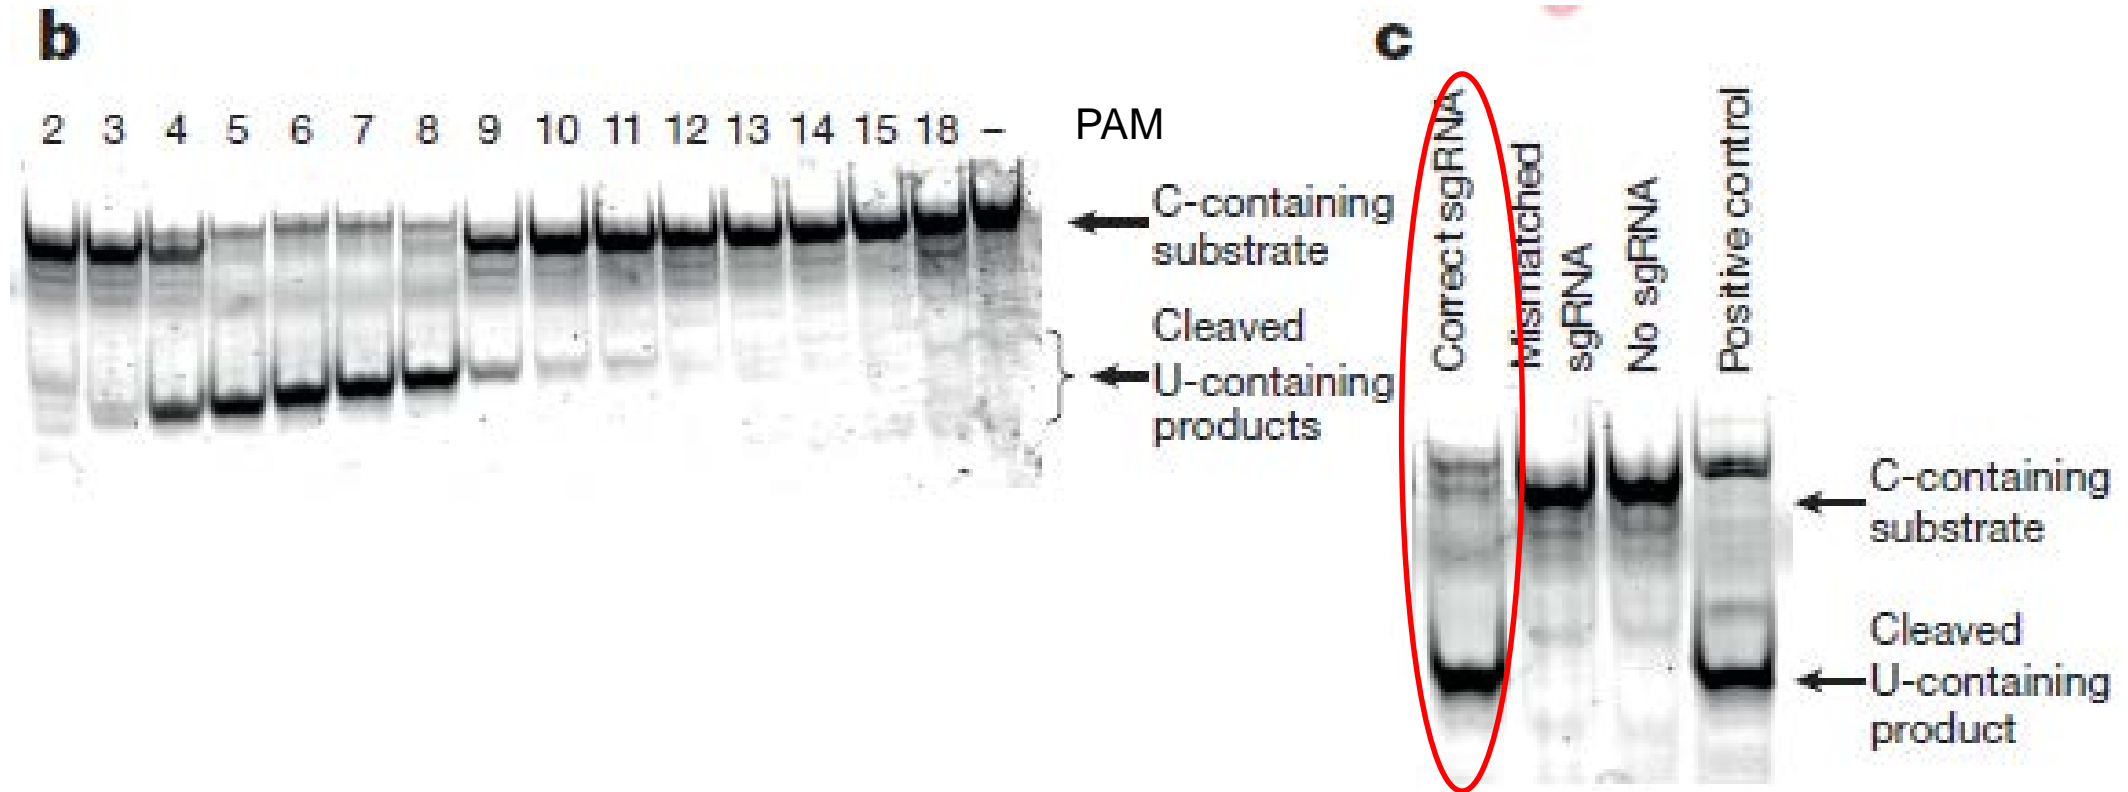 b
2 3 4 5 6 7 8 9 10 11 12 13 14 15 18 –
PAM
C-containing
substrate
Cleaved
U-containing
products
c
Correct sgRNA
Mismatched
sgRNA
No sgRNA
Positive control
C-containing
substrate
Cleaved
U-containing
product